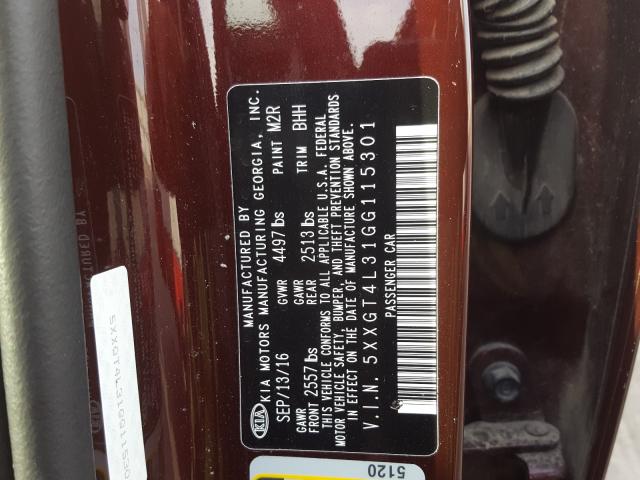 KIA
MANUFACTURED BY
KIA MOTORS MANUFACTURING GEORGIA, INC.
SEP/13/16 GVWR 4497 lbs PAINT M2R
GAWR FRONT 2557 lbs GAWR REAR 2513 lbs TRIM BHH
THIS VEHICLE CONFORMS TO ALL APPLICABLE U.S.A. FEDERAL
MOTOR VEHICLE SAFETY, BUMPER, AND THEFT PREVENTION STANDARDS
IN EFFECT ON THE DATE OF MANUFACTURE SHOWN ABOVE.
V.I.N. 5XXGT4L31GG115301
PASSENGER CAR
5120
5XXGT4L31GG11530